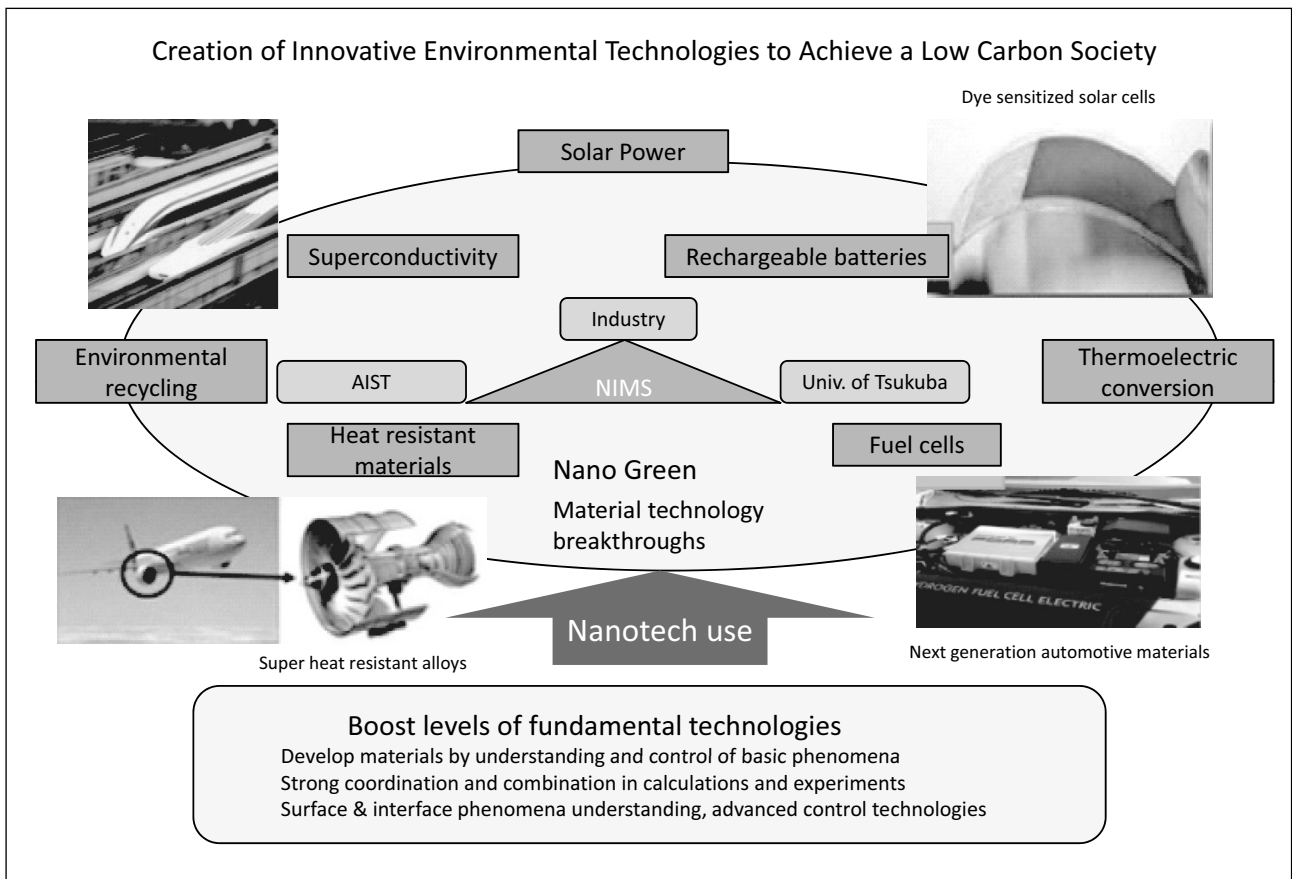 Creation of Innovative Environmental Technologies to Achieve a Low Carbon Society
Dye sensitized solar cells
Solar Power
Superconductivity
Rechargeable batteries
Industry
Environmental
recycling
AIST
NIMS
Univ. of Tsukuba
Thermoelectric
conversion
Heat resistant
materials
Fuel cells
Nano Green
Material technology
breakthroughs
HYDROGEN FUEL CELL ELECTRIC
Nanotech use
Super heat resistant alloys
Next generation automotive materials
Boost levels of fundamental technologies
Develop materials by understanding and control of basic phenomena
Strong coordination and combination in calculations and experiments
Surface & interface phenomena understanding, advanced control technologies